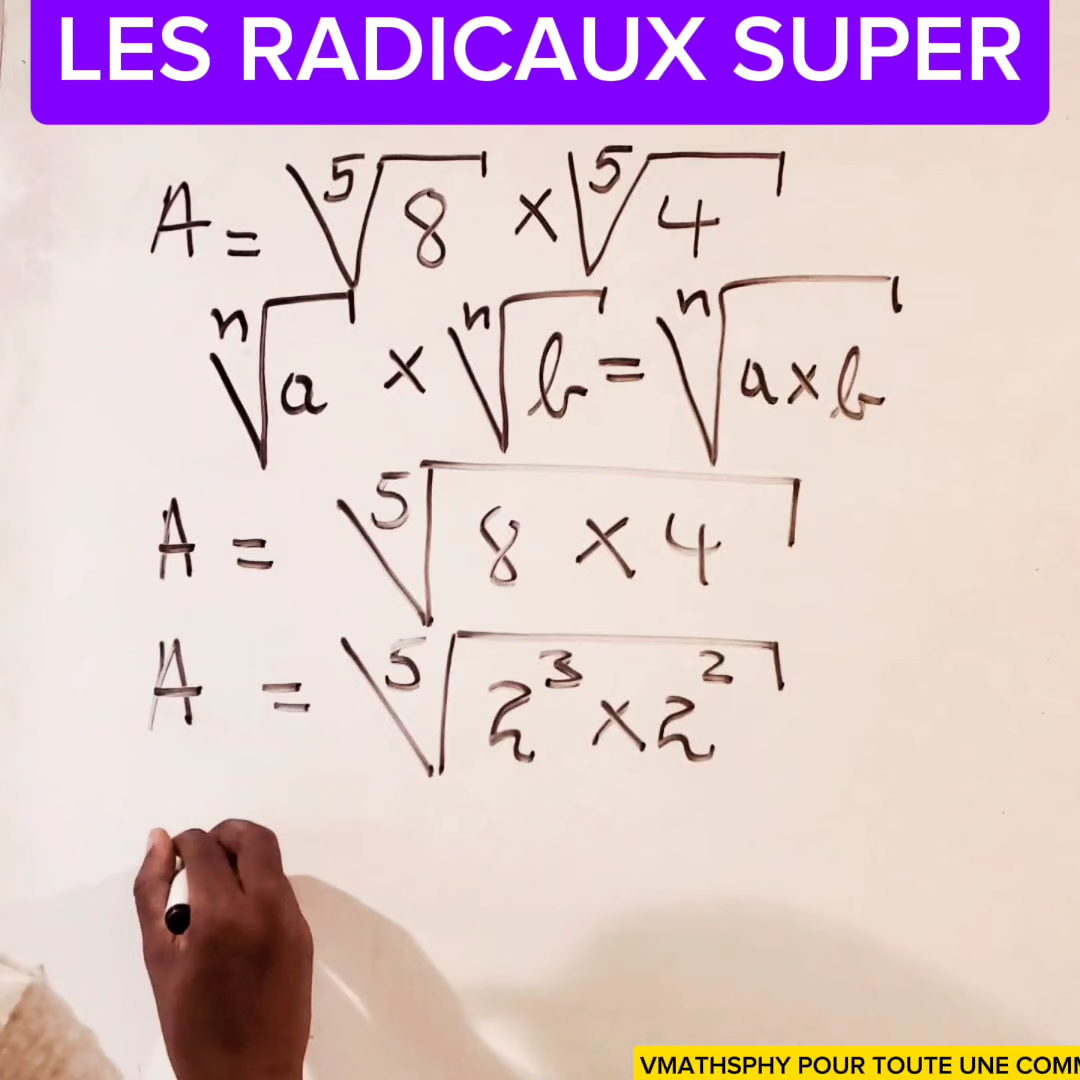 LES RADICAUX SUPER
A = ⁵√8 × ⁵√4
ⁿ√a × ⁿ√b = ⁿ√a×b
A = ⁵√8 × 4
A = ⁵√2³ × 2²
VMATHSPHY POUR TOUTE UNE COMM